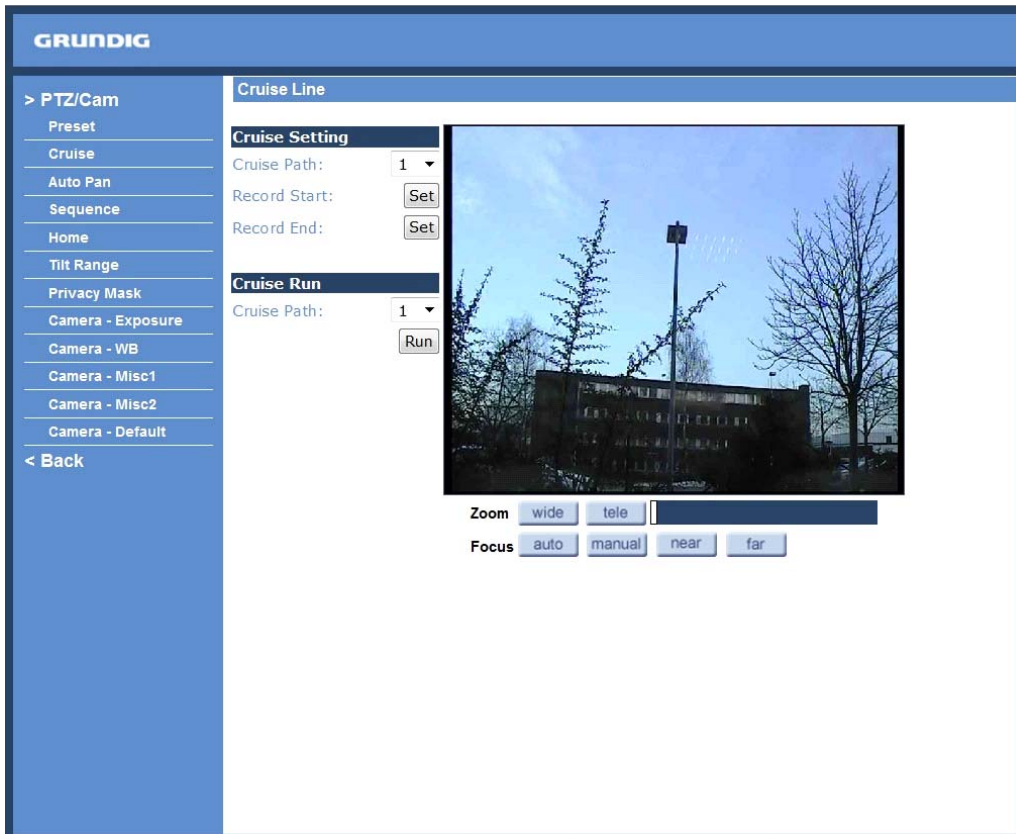 GRUNDIG
> PTZ/Cam
Preset
Cruise
Auto Pan
Sequence
Home
Tilt Range
Privacy Mask
Camera - Exposure
Camera - WB
Camera - Misc1
Camera - Misc2
Camera - Default
< Back
Cruise Line
Cruise Setting
Cruise Path: 1
Record Start: Set
Record End: Set
Cruise Run
Cruise Path: 1
Run
Zoom wide tele
Focus auto manual near far